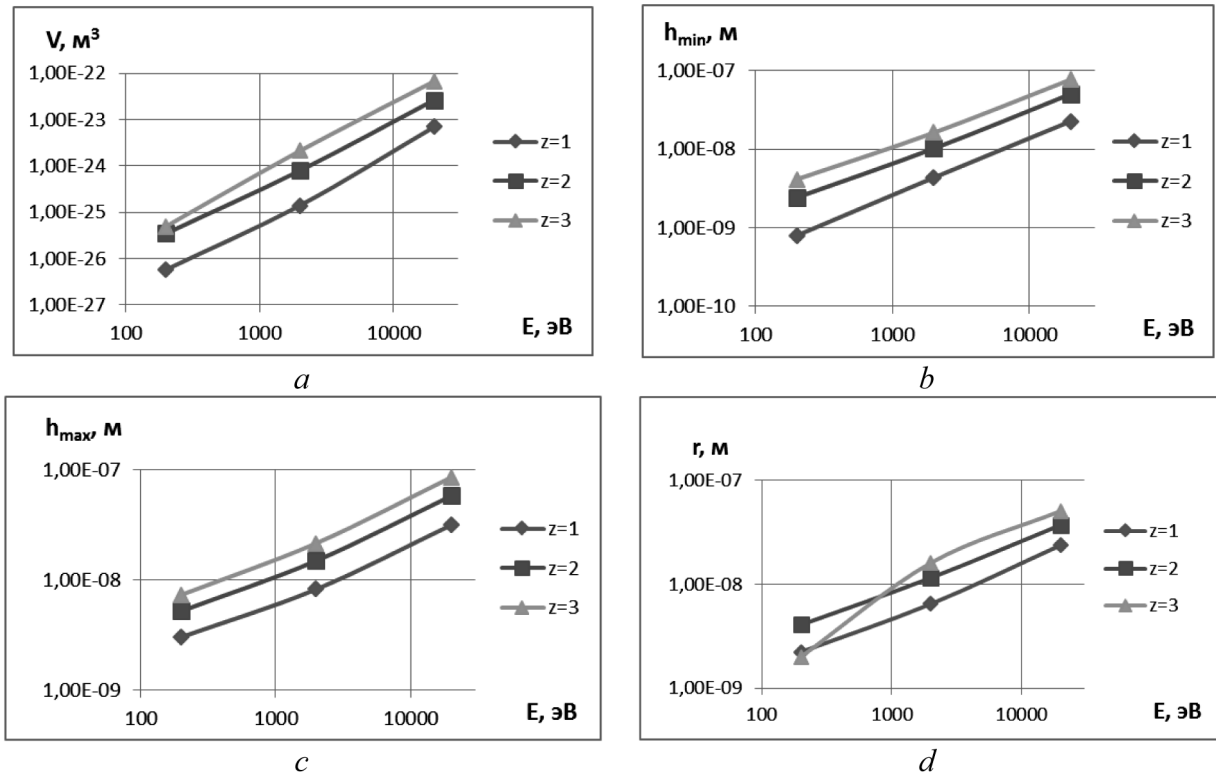 V, м³
1,00E-22
1,00E-23
1,00E-24
1,00E-25
1,00E-26
1,00E-27
100 1000 10000
E, эВ
z=1
z=2
z=3
a
hmin, м
1,00E-07
1,00E-08
1,00E-09
1,00E-10
100 1000 10000
E, эВ
z=1
z=2
z=3
b
hmax, м
1,00E-07
1,00E-08
1,00E-09
100 1000 10000
E, эВ
z=1
z=2
z=3
c
r, м
1,00E-07
1,00E-08
1,00E-09
100 1000 10000
E, эВ
z=1
z=2
z=3
d